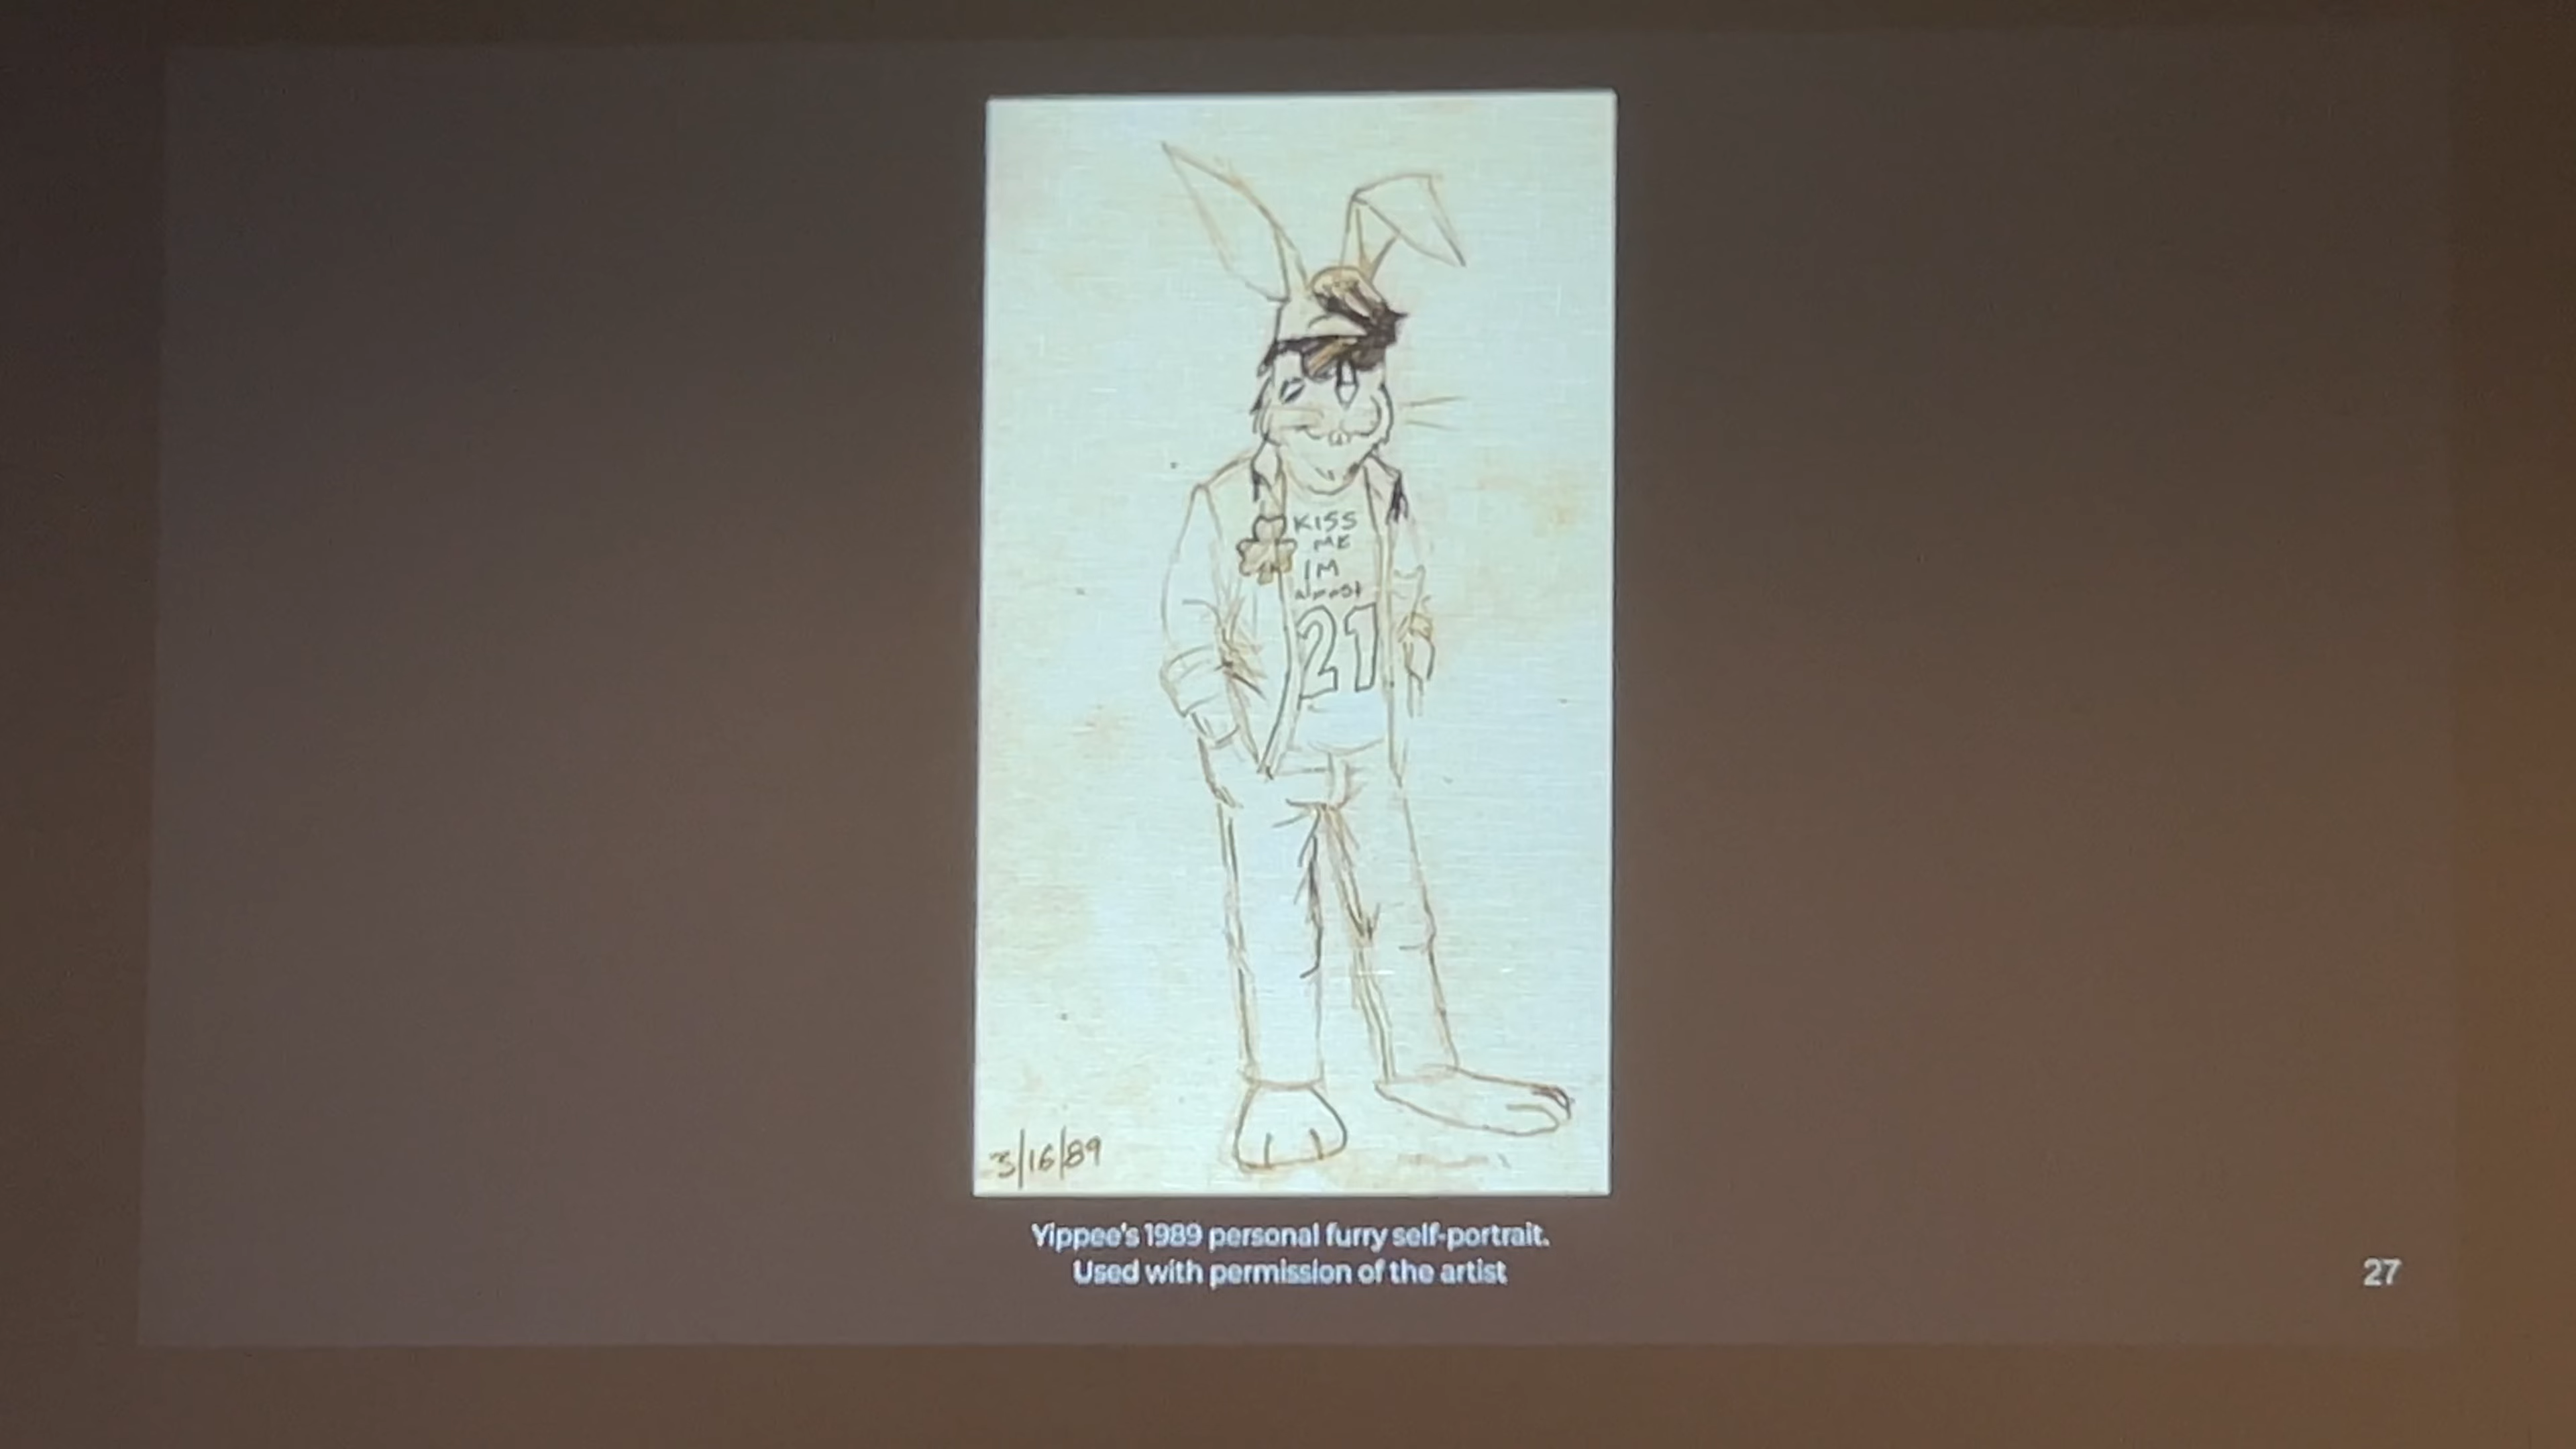 KISS
ME
IM
almost
21
3/16/89
Yippee's 1989 personal furry self-portrait.
Used with permission of the artist
27